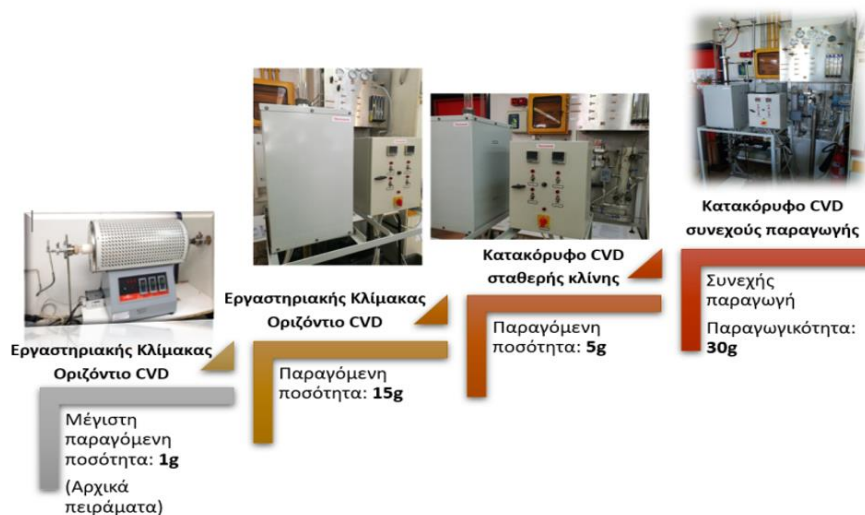 Εργαστηριακής Κλίμακας
Οριζόντιο CVD
Μέγιστη
παραγόμενη
ποσότητα: 1g
(Αρχικά
πειράματα)
Εργαστηριακής Κλίμακας
Οριζόντιο CVD
Παραγόμενη
ποσότητα: 15g
Κατακόρυφο CVD
σταθερής κλίνης
Παραγόμενη
ποσότητα: 5g
Κατακόρυφο CVD
συνεχούς παραγωγής
Συνεχής
παραγωγή
Παραγωγικότητα:
30g